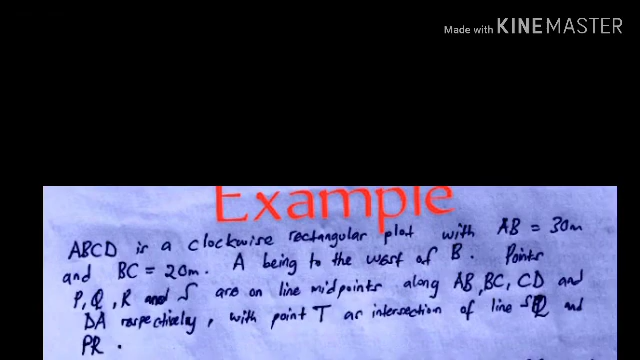 Made with KINEMASTER
Example
ABCD is a clockwise rectangular plot with AB = 30m
and BC = 20m. A being to the west of B. Points
P, Q, R and S are on line midpoints along AB, BC, CD and
DA respectively, with point T as intersection of line SQ and
PR.